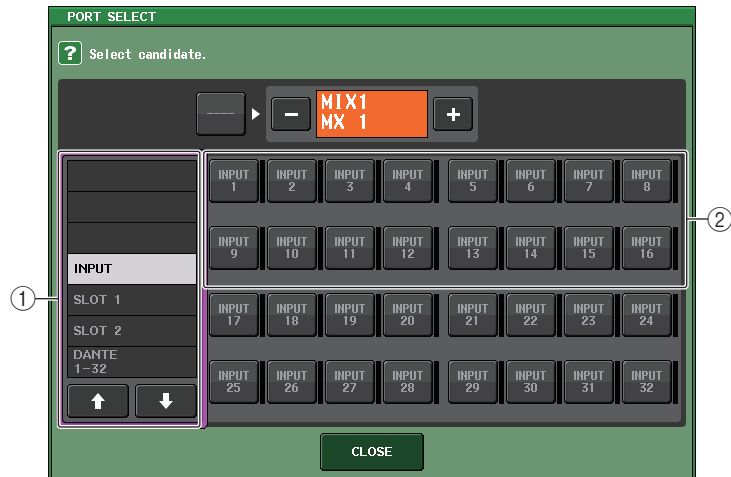 PORT SELECT
? Select candidate.
---- MIX1
MX 1
− +
INPUT
SLOT 1
SLOT 2
DANTE
1-32
INPUT 1 INPUT 2 INPUT 3 INPUT 4 INPUT 5 INPUT 6 INPUT 7 INPUT 8
INPUT 9 INPUT 10 INPUT 11 INPUT 12 INPUT 13 INPUT 14 INPUT 15 INPUT 16
INPUT 17 INPUT 18 INPUT 19 INPUT 20 INPUT 21 INPUT 22 INPUT 23 INPUT 24
INPUT 25 INPUT 26 INPUT 27 INPUT 28 INPUT 29 INPUT 30 INPUT 31 INPUT 32
CLOSE
①
②